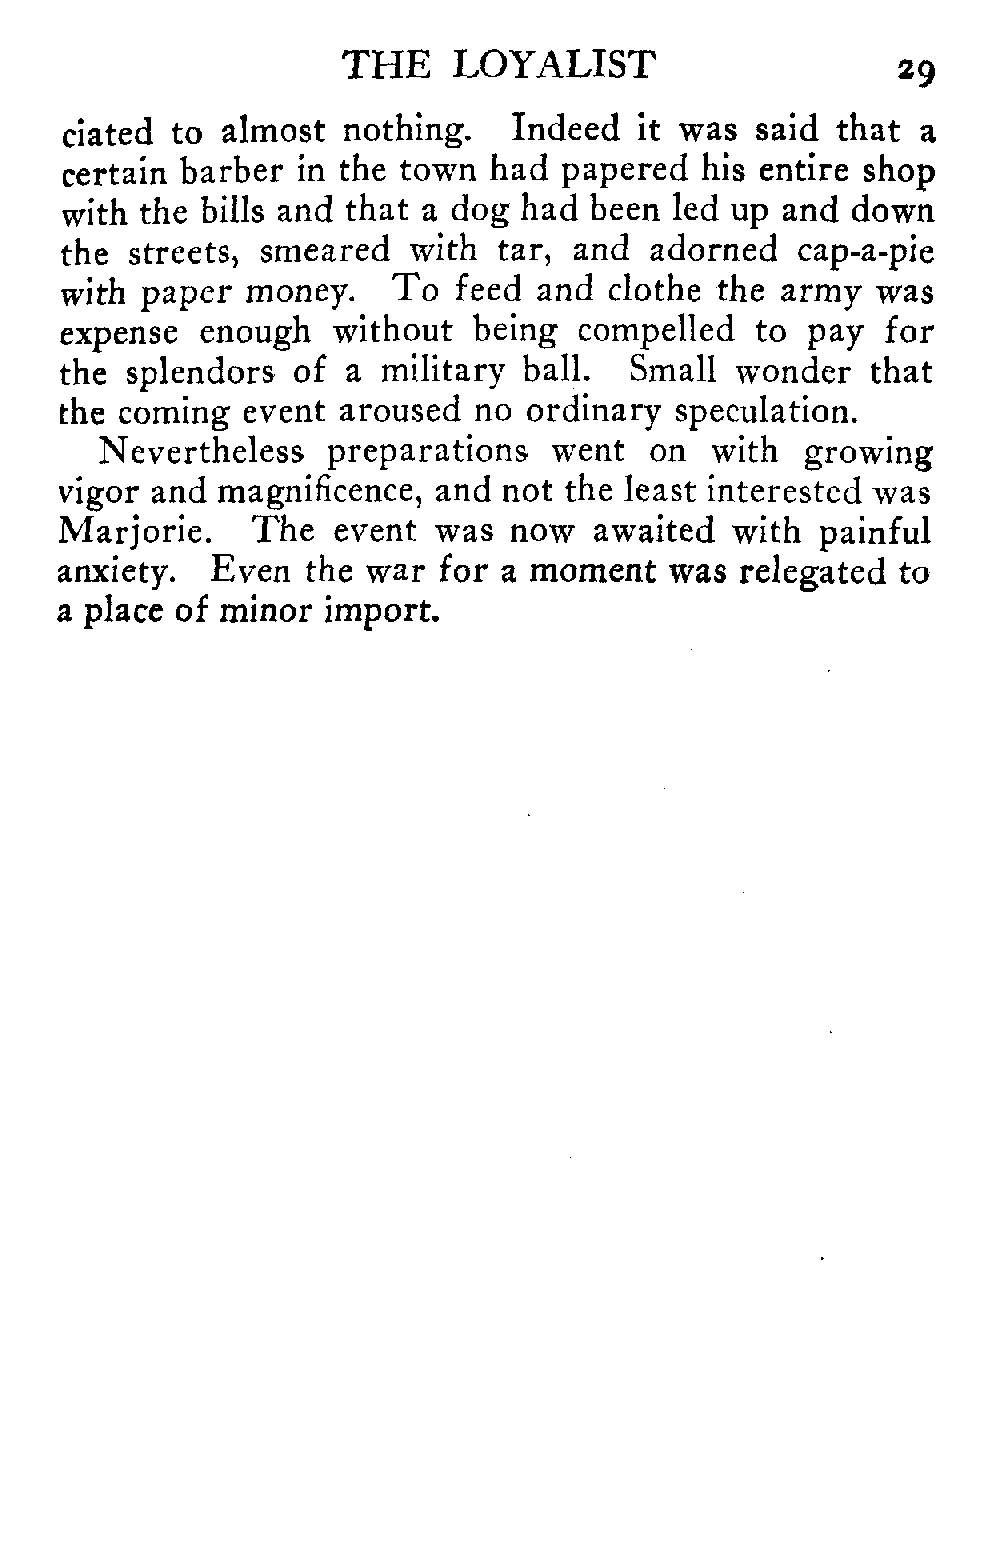 THE LOYALIST 29
ciated to almost nothing. Indeed it was said that a
certain barber in the town had papered his entire shop
with the bills and that a dog had been led up and down
the streets, smeared with tar, and adorned cap-a-pie
with paper money. To feed and clothe the army was
expense enough without being compelled to pay for
the splendors of a military ball. Small wonder that
the coming event aroused no ordinary speculation.
Nevertheless preparations went on with growing
vigor and magnificence, and not the least interested was
Marjorie. The event was now awaited with painful
anxiety. Even the war for a moment was relegated to
a place of minor import.